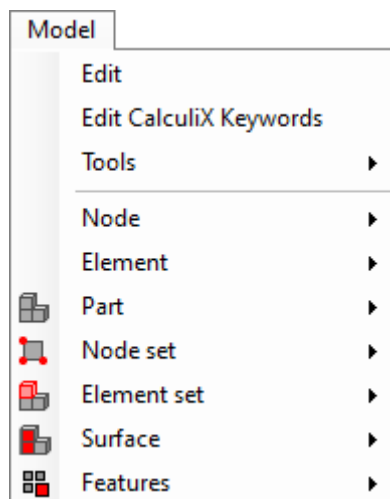 Model
Edit
Edit CalculiX Keywords
Tools
Node
Element
Part
Node set
Element set
Surface
Features